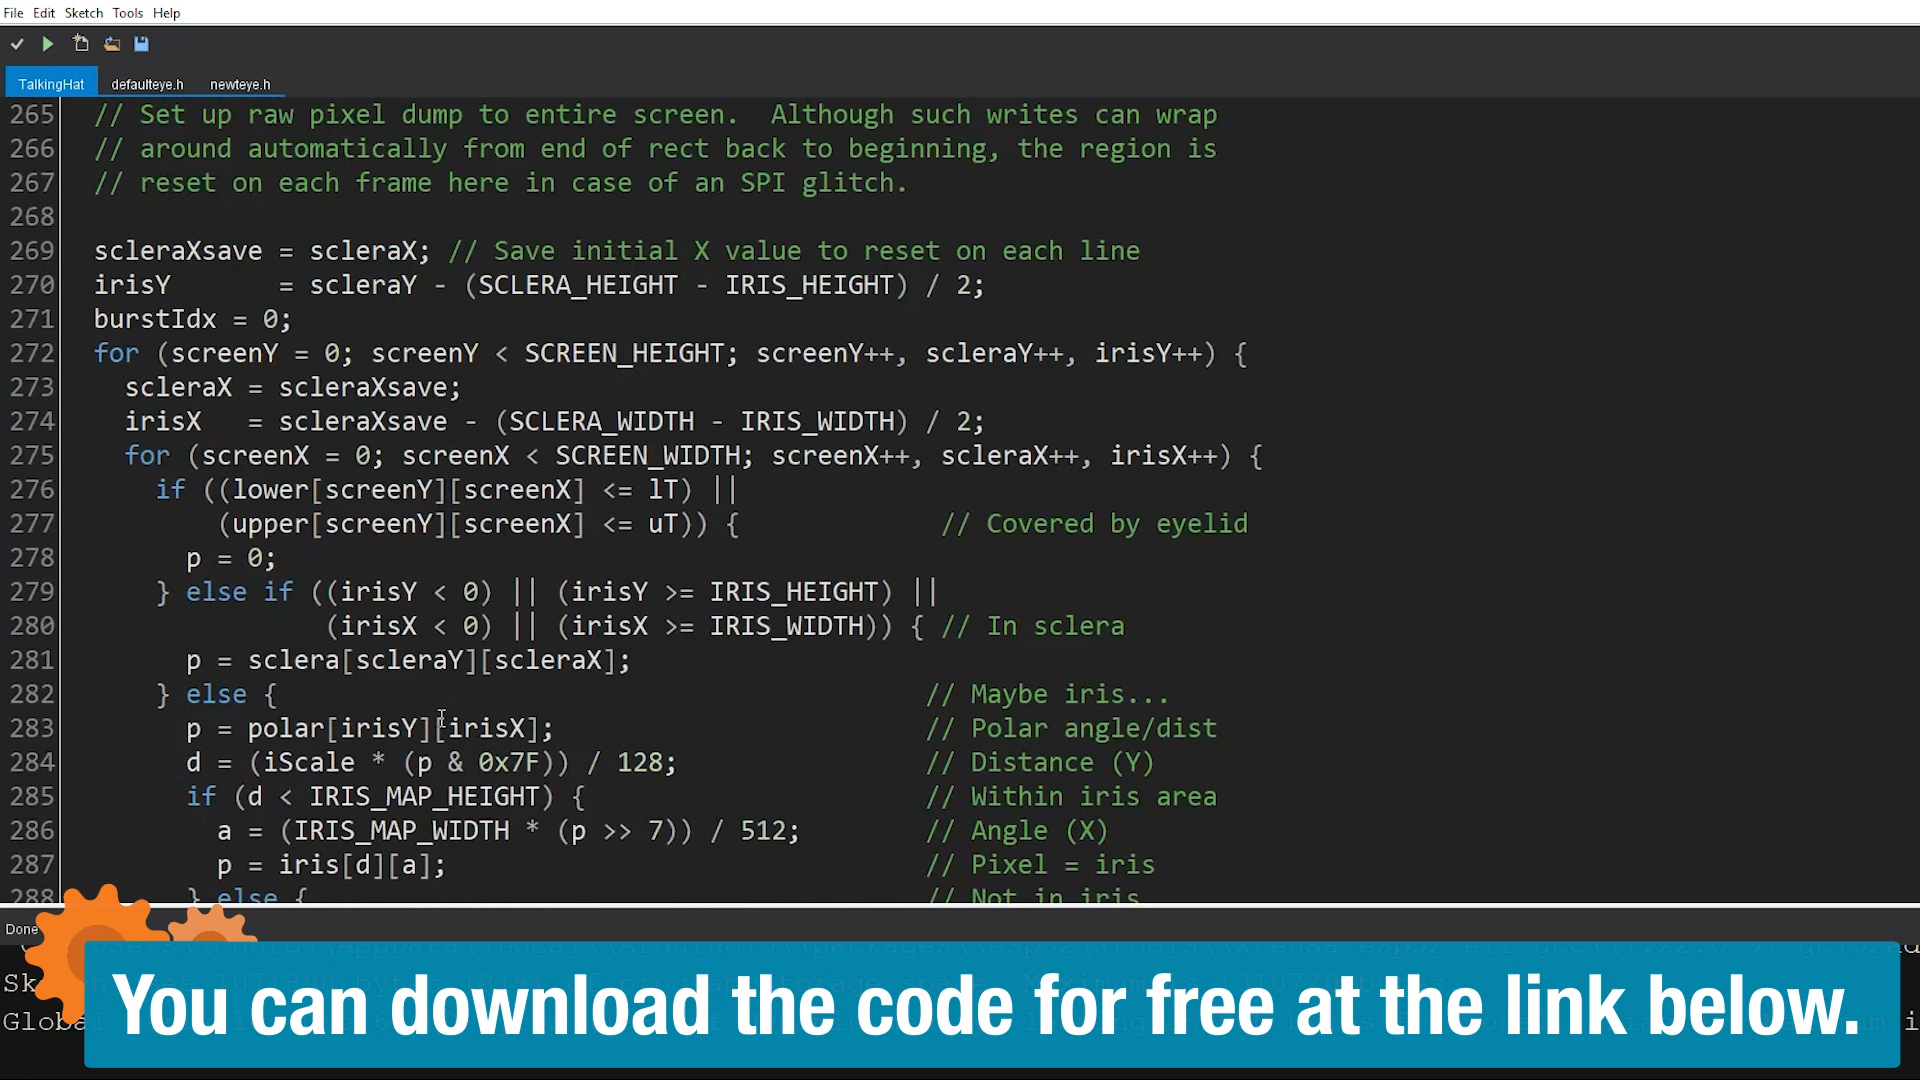 File Edit Sketch Tools Help
TalkingHat defaulteye.h newteye.h
265 // Set up raw pixel dump to entire screen.  Although such writes can wrap
266 // around automatically from end of rect back to beginning, the region is
267 // reset on each frame here in case of an SPI glitch.
268
269 scleraXsave = scleraX; // Save initial X value to reset on each line
270 irisY       = scleraY - (SCLERA_HEIGHT - IRIS_HEIGHT) / 2;
271 burstIdx = 0;
272 for (screenY = 0; screenY < SCREEN_HEIGHT; screenY++, scleraY++, irisY++) {
273   scleraX = scleraXsave;
274   irisX   = scleraXsave - (SCLERA_WIDTH - IRIS_WIDTH) / 2;
275   for (screenX = 0; screenX < SCREEN_WIDTH; screenX++, scleraX++, irisX++) {
276     if ((lower[screenY][screenX] <= lT) ||
277         (upper[screenY][screenX] <= uT)) {             // Covered by eyelid
278       p = 0;
279     } else if ((irisY < 0) || (irisY >= IRIS_HEIGHT) ||
280                (irisX < 0) || (irisX >= IRIS_WIDTH)) { // In sclera
281       p = sclera[scleraY][scleraX];
282     } else {                                          // Maybe iris...
283       p = polar[irisY][irisX];                        // Polar angle/dist
284       d = (iScale * (p & 0x7F)) / 128;                // Distance (Y)
285       if (d < IRIS_MAP_HEIGHT) {                      // Within iris area
286         a = (IRIS_MAP_WIDTH * (p >> 7)) / 512;        // Angle (X)
287         p = iris[d][a];                               // Pixel = iris
288       } else {                                        // Not in iris
Done
You can download the code for free at the link below.